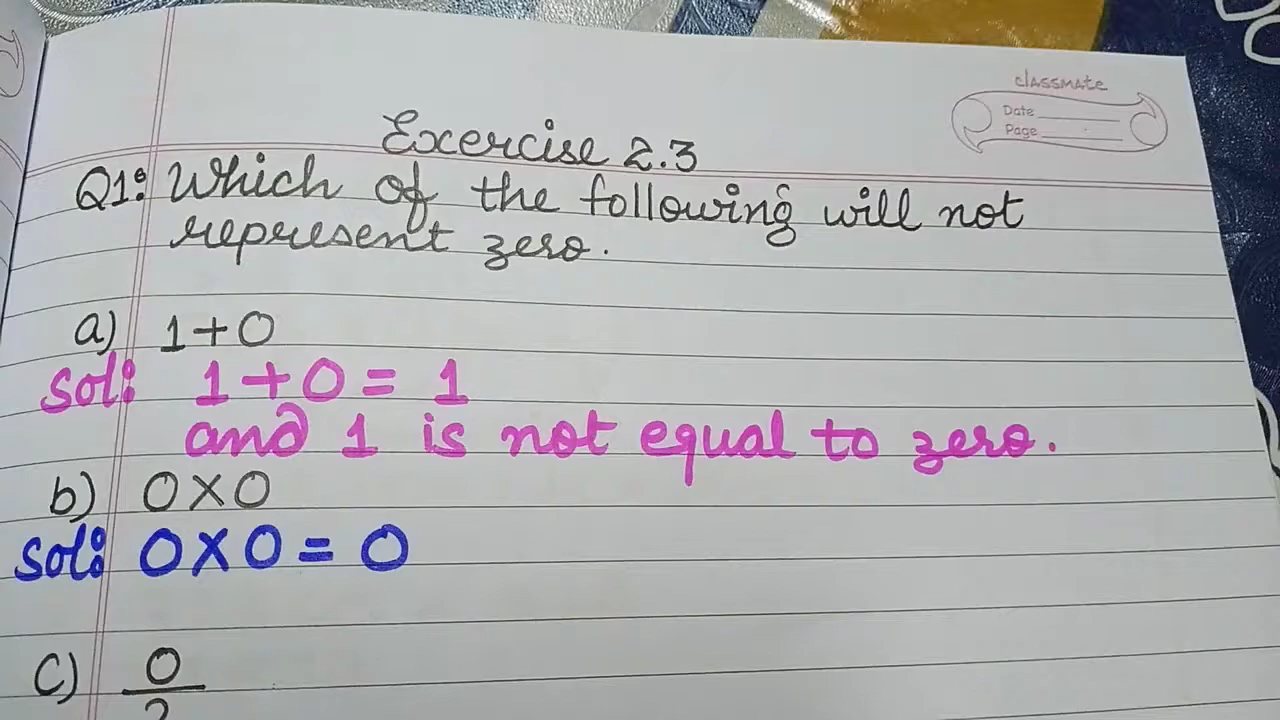 classmate
Date
Page
Exercise 2.3
Q1: Which of the following will not
represent zero.
a) 1+0
Sol: 1+0 = 1
and 1 is not equal to zero.
b) 0×0
Sol: 0×0 = 0
c) 0